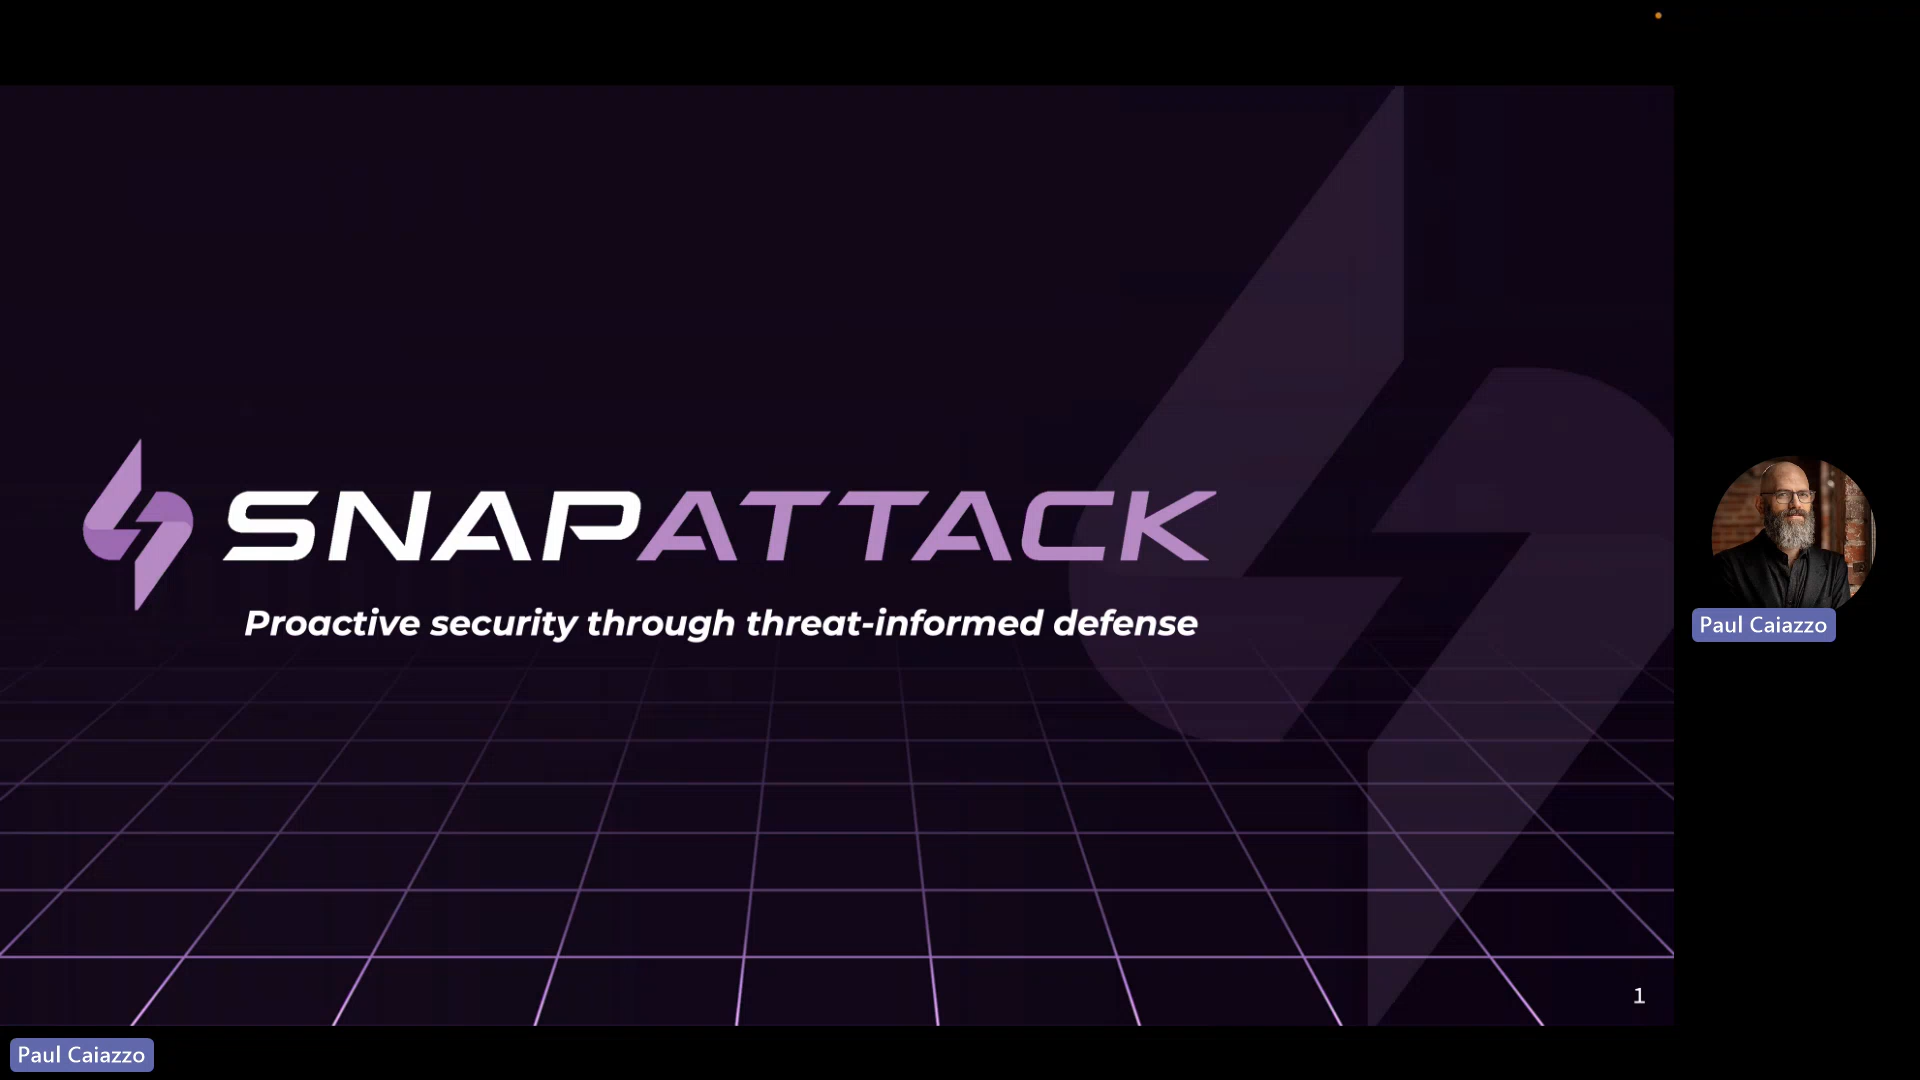 SNAPATTACK
Proactive security through threat-informed defense
Paul Caiazzo
1
Paul Caiazzo